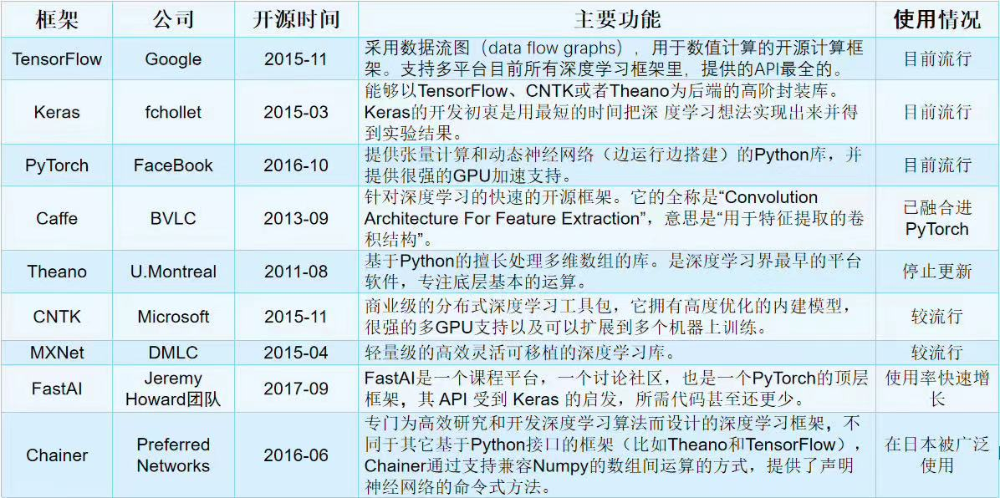 框架 公司 开源时间 主要功能 使用情况
TensorFlow Google 2015-11 采用数据流图（data flow graphs），用于数值计算的开源计算框
架。支持多平台目前所有深度学习框架里，提供的API最全的。 目前流行
Keras fchollet 2015-03 能够以TensorFlow、CNTK或者Theano为后端的高阶封装库。
Keras的开发初衷是用最短的时间把深 度学习想法实现出来并得
到实验结果。 目前流行
PyTorch FaceBook 2016-10 提供张量计算和动态神经网络（边运行边搭建）的Python库，并
提供很强的GPU加速支持。 目前流行
Caffe BVLC 2013-09 针对深度学习的快速的开源框架。它的全称是“Convolution
Architecture For Feature Extraction”，意思是“用于特征提取的卷
积结构”。 已融合进
PyTorch
Theano U.Montreal 2011-08 基于Python的擅长处理多维数组的库。是深度学习界最早的平台
软件，专注底层基本的运算。 停止更新
CNTK Microsoft 2015-11 商业级的分布式深度学习工具包，它拥有高度优化的内建模型，
很强的多GPU支持以及可以扩展到多个机器上训练。 较流行
MXNet DMLC 2015-04 轻量级的高效灵活可移植的深度学习库。 较流行
FastAI Jeremy
Howard团队 2017-09 FastAI是一个课程平台，一个讨论社区，也是一个PyTorch的顶层
框架，其 API 受到 Keras 的启发，所需代码甚至还更少。 使用率快速增
长
Chainer Preferred
Networks 2016-06 专门为高效研究和开发深度学习算法而设计的深度学习框架，不
同于其它基于Python接口的框架（比如Theano和TensorFlow），
Chainer通过支持兼容Numpy的数组间运算的方式，提供了声明
神经网络的命令式方法。 在日本被广泛
使用